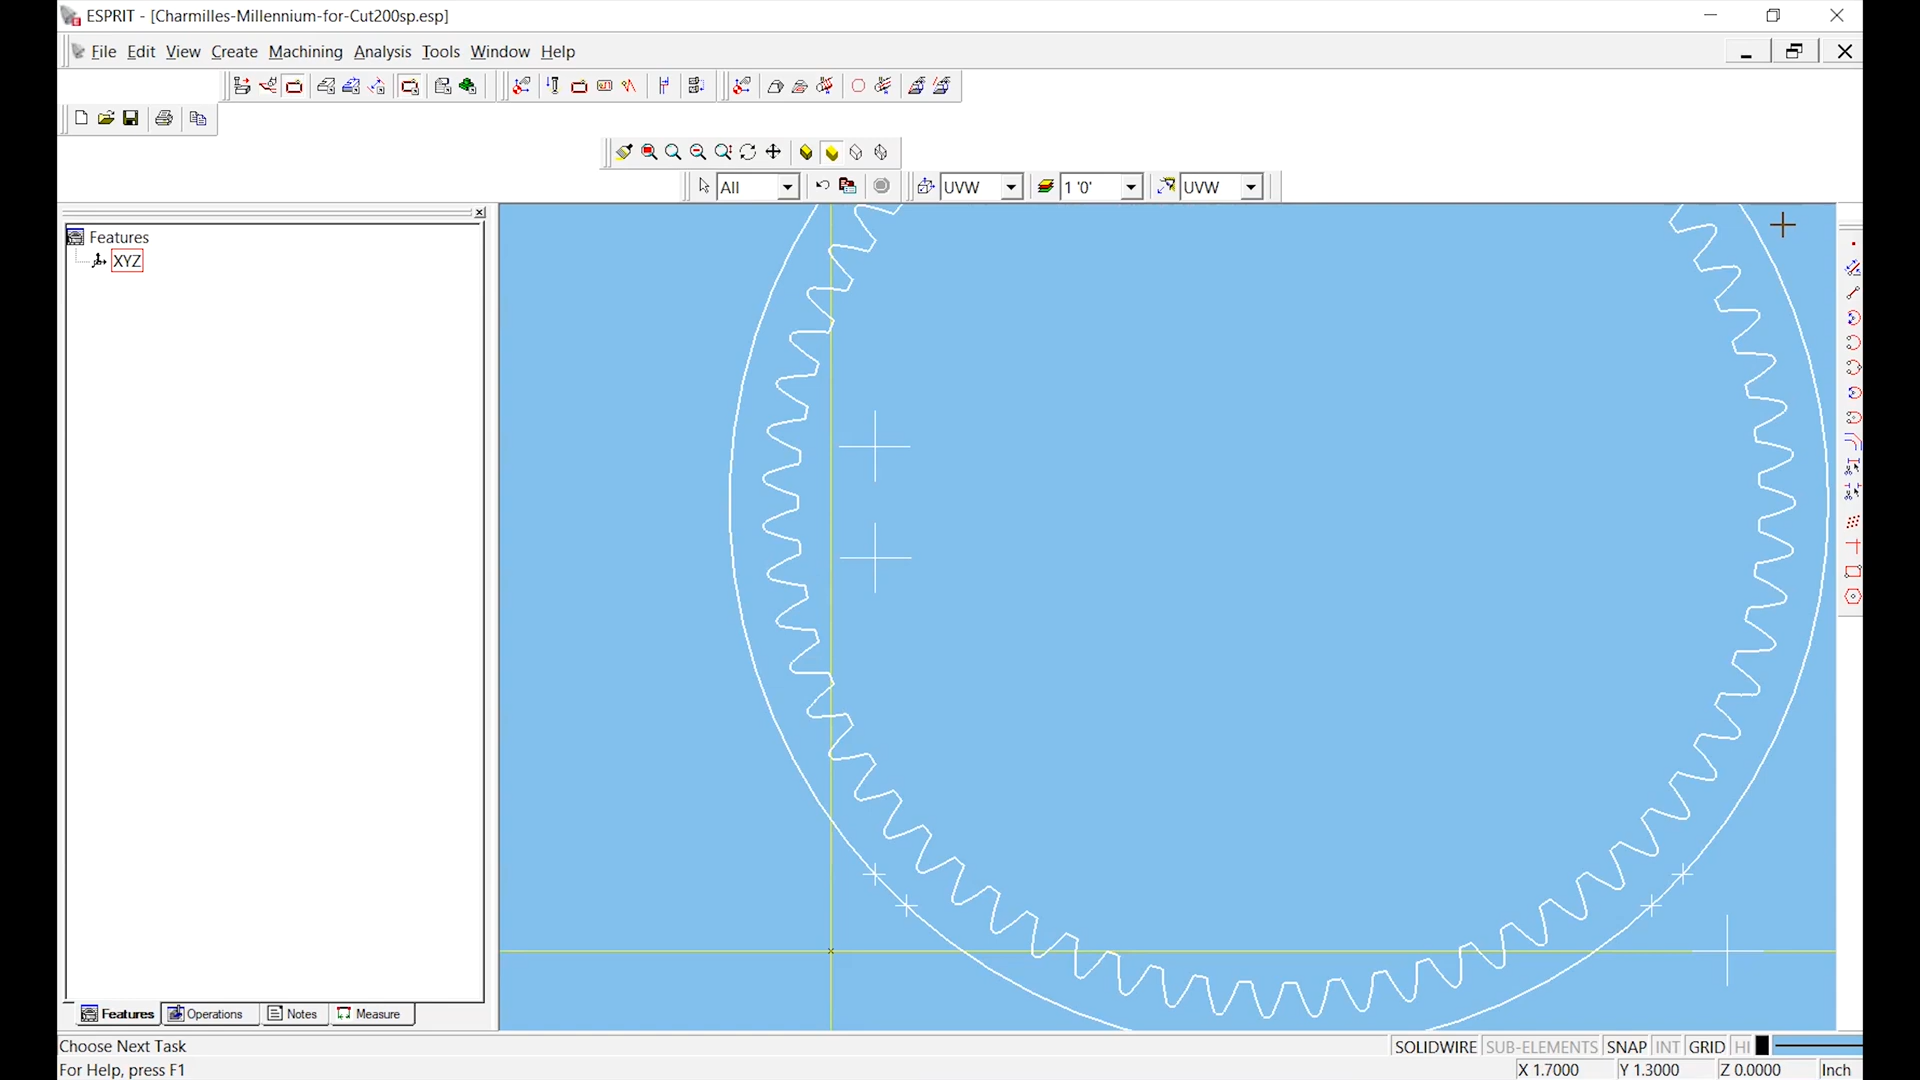 ESPRIT - [Charmilles-Millennium-for-Cut200sp.esp]
File Edit View Create Machining Analysis Tools Window Help
All UVW 1 '0' UVW
Features
XYZ
Features Operations Notes Measure
Choose Next Task SOLIDWIRE SUB-ELEMENTS SNAP INT GRID HI
For Help, press F1 X 1.7000 Y 1.3000 Z 0.0000 Inch